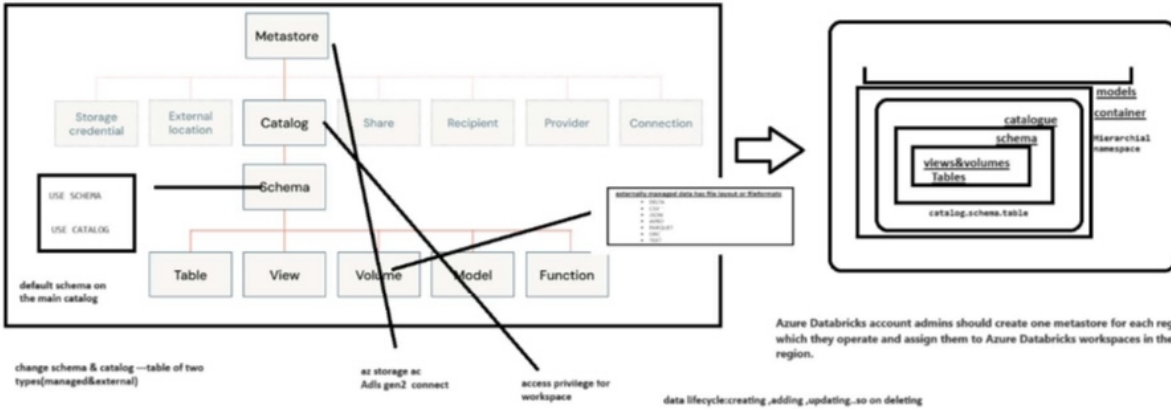 Metastore
Storage
credential
External
location
Catalog
Share
Recipient
Provider
Connection
Schema
USE SCHEMA
USE CATALOG
externally managed data has file layout or fileformats
DELTA
CSV
JSON
AVRO
PARQUET
ORC
TEXT
Table
View
Volume
Model
Function
default schema on
the main catalog
change schema & catalog ---table of two
types(managed&external)
az storage ac
Adls gen2 connect
access privilege for
workspace
data lifecycle:creating ,adding ,updating..so on deleting
models
container
Hierarchial
namespace
catalogue
schema
views&volumes
Tables
catalog.schema.table
Azure Databricks account admins should create one metastore for each reg
which they operate and assign them to Azure Databricks workspaces in the
region.